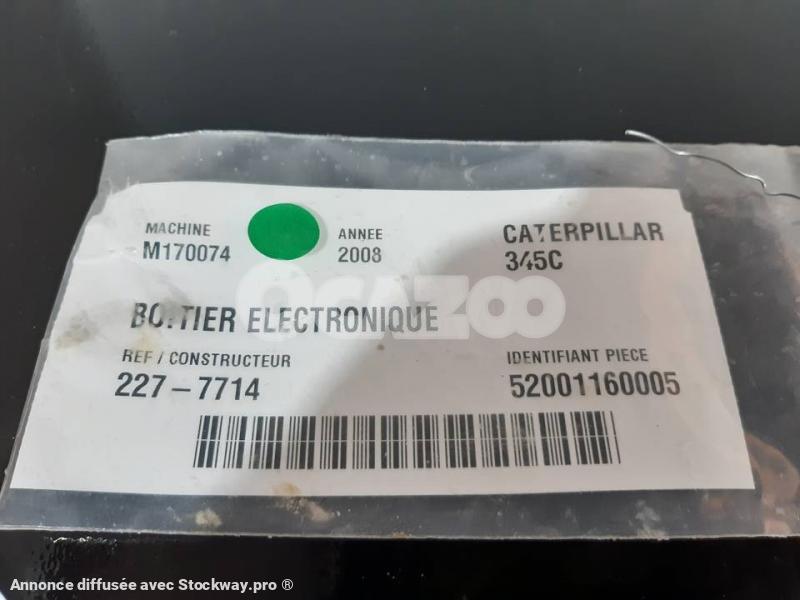 MACHINE
M170074
ANNEE
2008
CATERPILLAR
345C
OCAZOO
BOITIER ELECTRONIQUE
REF / CONSTRUCTEUR
227-7714
IDENTIFIANT PIECE
52001160005
Annonce diffusée avec Stockway.pro ®